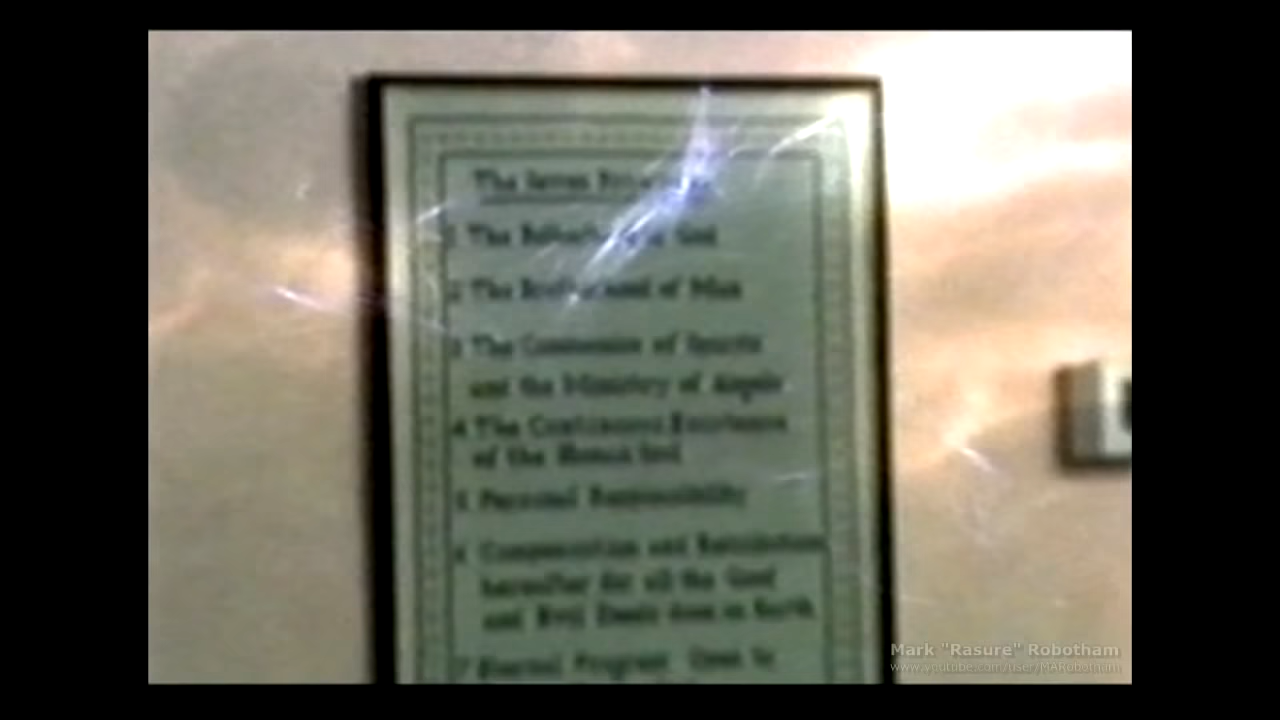 The Seven
1 The Fatherhood of God
2 The Brotherhood of Man
3 The Communion of Spirits
and the Ministry of Angels
4 The Continuous Existence
of the Human Soul
5 Personal Responsibility
6 Compensation and Retribution
hereafter for all the Good
and Evil Deeds done on Earth
7 Eternal Progress Open to
Mark "Rasure" Robotham
www.youtube.com/user/MARobotham